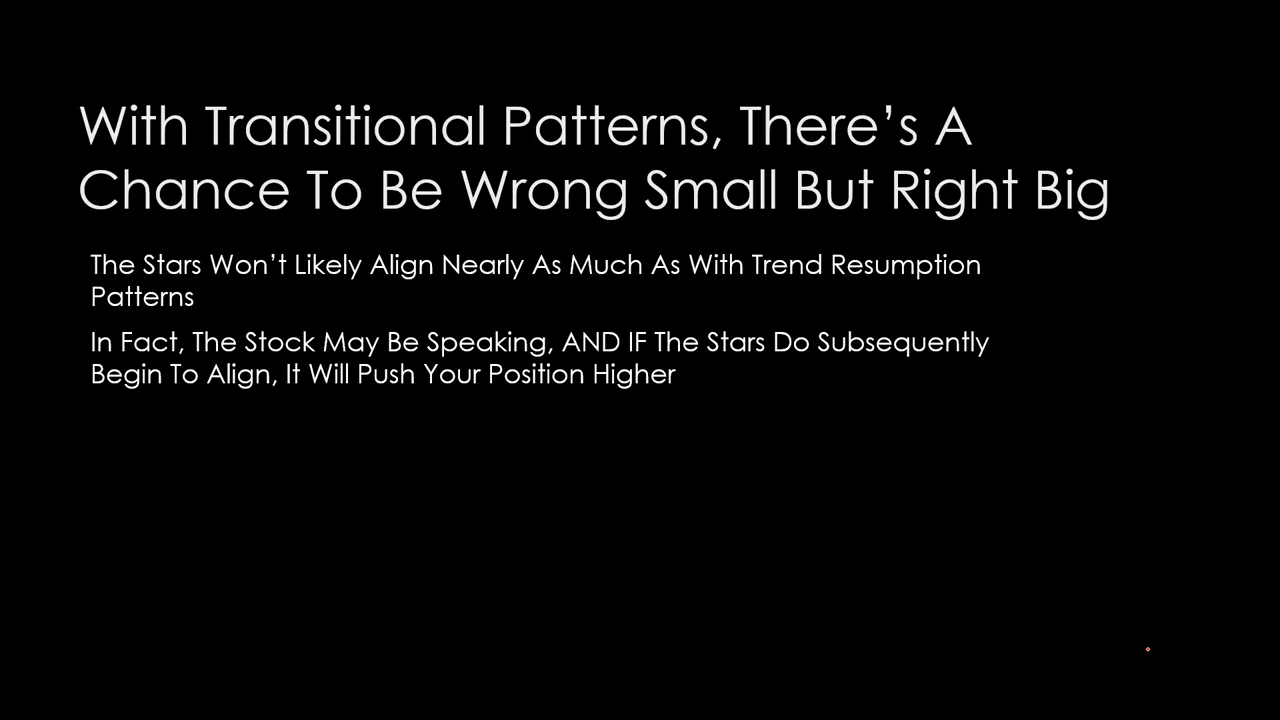 With Transitional Patterns, There’s A
Chance To Be Wrong Small But Right Big
The Stars Won’t Likely Align Nearly As Much As With Trend Resumption
Patterns
In Fact, The Stock May Be Speaking, AND IF The Stars Do Subsequently
Begin To Align, It Will Push Your Position Higher